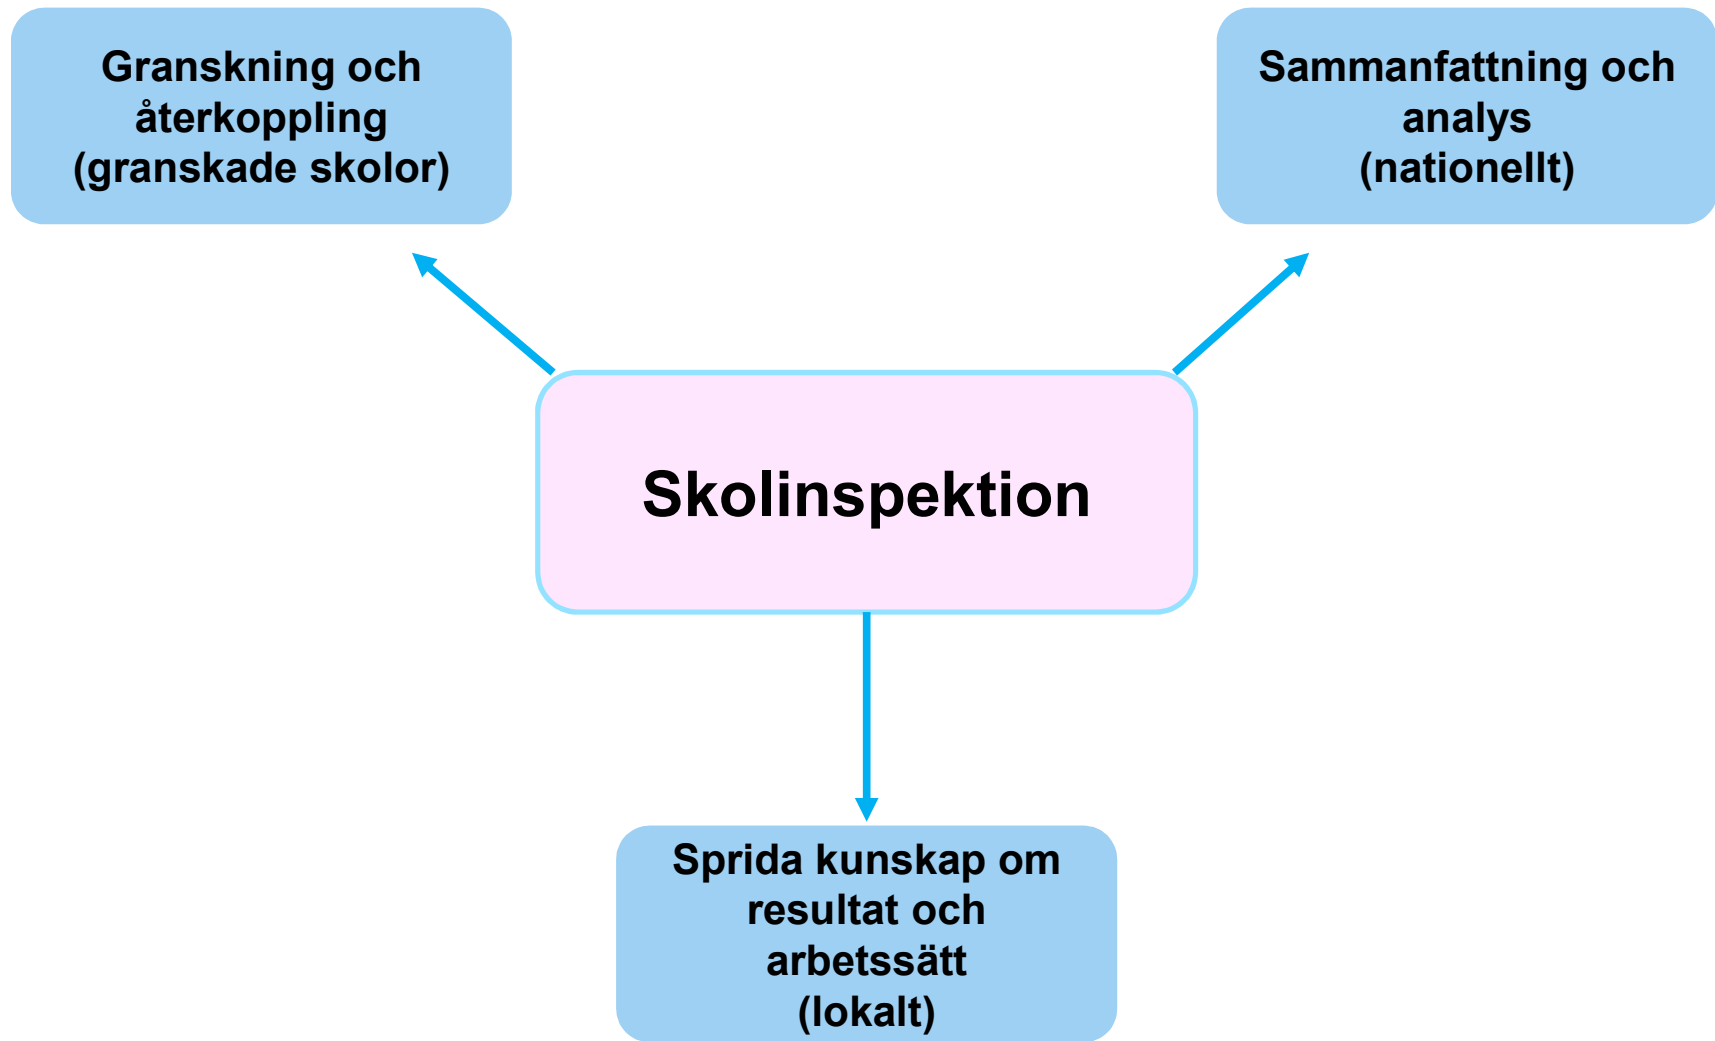 Granskning och
återkoppling
(granskade skolor)
Sammanfattning och
analys
(nationellt)
Skolinspektion
Sprida kunskap om
resultat och
arbetssätt
(lokalt)